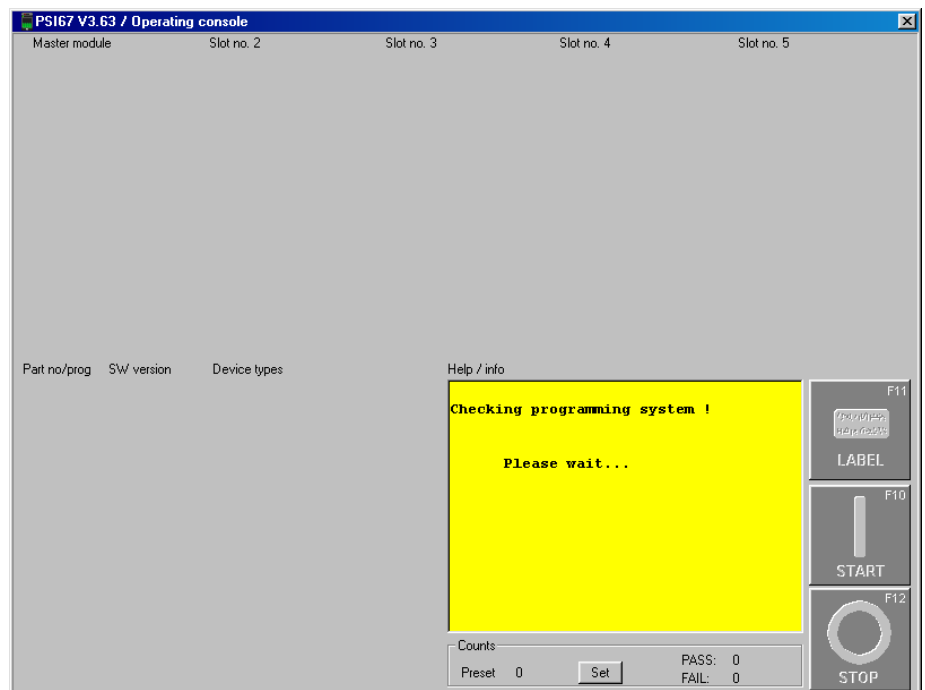 PSI67 V3.63 / Operating console
Master module Slot no. 2 Slot no. 3 Slot no. 4 Slot no. 5
Part no/prog SW version Device types Help / info
Checking programming system !
Please wait...
F11
LABEL
F10
START
F12
STOP
Counts
Preset 0 Set PASS: 0
FAIL: 0